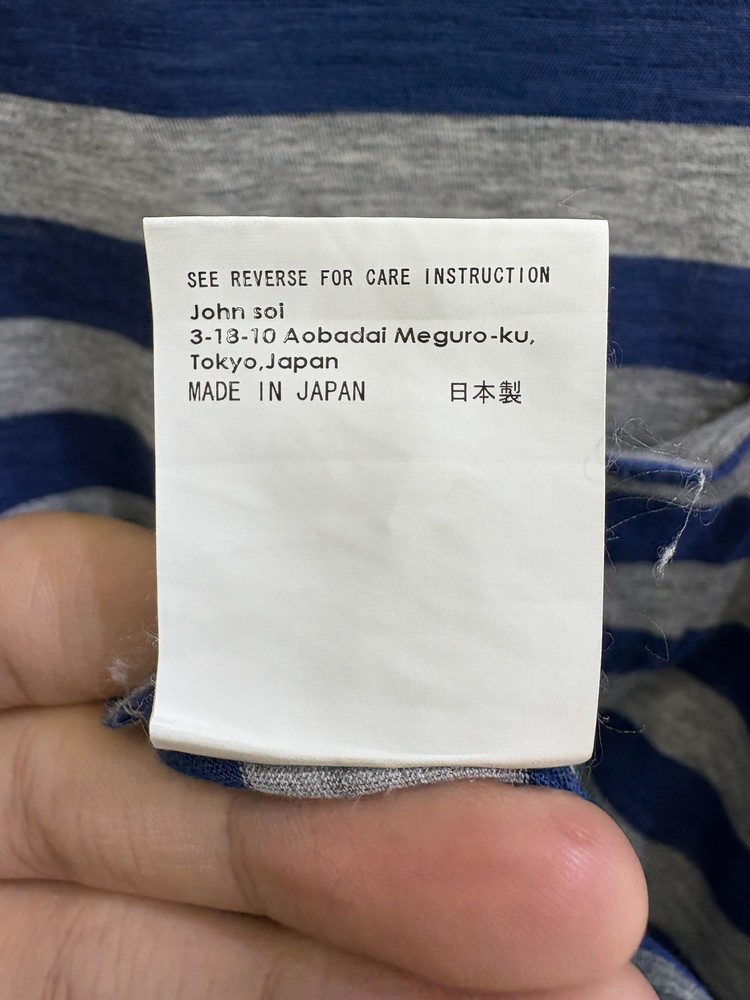 SEE REVERSE FOR CARE INSTRUCTION
John soi
3-18-10 Aobadai Meguro-ku,
Tokyo,Japan
MADE IN JAPAN 日本製